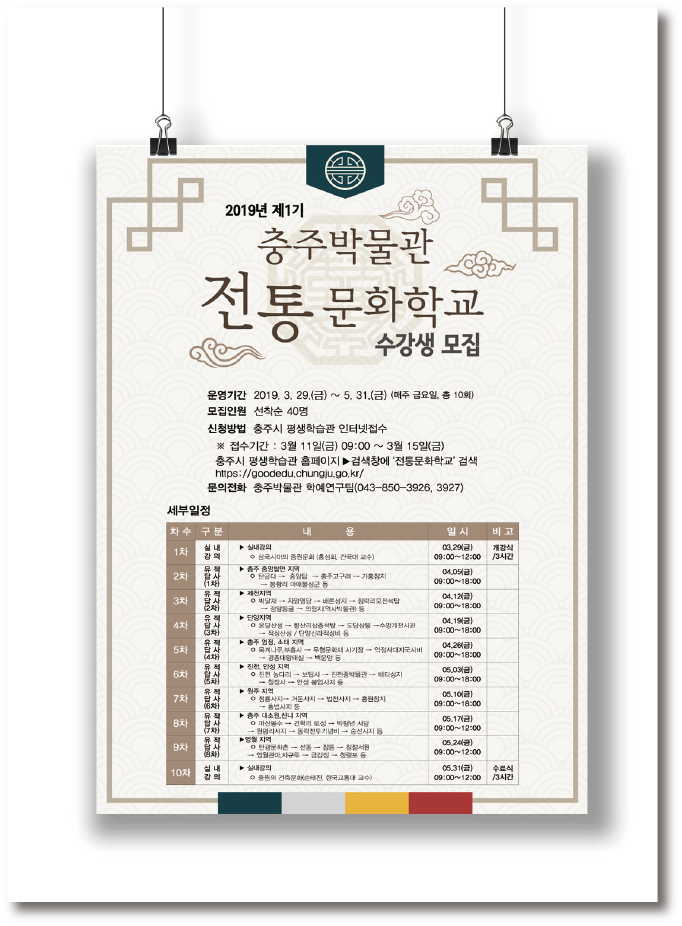 2019년 제1기
충주박물관
전통 문화학교
수강생 모집
운영기간 2019. 3. 29.(금) ~ 5. 31.(금) (매주 금요일, 총 10회)
모집인원 선착순 40명
신청방법 충주시 평생학습관 인터넷접수
※ 접수기간 : 3월 11일(금) 09:00 ~ 3월 15일(금)
충주시 평생학습관 홈페이지 ▶검색창에 '전통문화학교' 검색
https://goodedu.chungju.go.kr/
문의전화 충주박물관 학예연구팀(043-850-3926, 3927)
세부일정
차 수 구 분 내 용 일 시 비 고
1차 실 내 강 의 ▶ 실내강의 03.29(금) 개강식
ㅇ 삼국시대의 중원문화 (홍성화, 건국대 교수) 09:00~12:00 /3시간
2차 유 적 답 사 (1차) ▶ 충주 중앙탑면 지역 04.05(금)
ㅇ 탄금대 → 중앙탑 → 충주고구려 → 가흥창지 09:00~18:00
→ 봉황리 마애불상군 등
3차 유 적 답 사 (2차) ▶ 제천지역 04.12(금)
ㅇ 박달재 → 자양영당 → 배론성지 → 장락리모전석탑 09:00~18:00
→ 점말동굴 → 의림지(역사박물관) 등
4차 유 적 답 사 (3차) ▶ 단양지역 04.19(금)
ㅇ 온달산성 → 향산리삼층석탑 → 도담삼봉 →수양개전시관 09:00~18:00
→ 적성산성 / 단양신라적성비 등
5차 유 적 답 사 (4차) ▶ 충주 엄정, 소태 지역 04.26(금)
ㅇ 목계나루,부흥사 → 무형문화재 사기장 → 억정사대지국사비 09:00~18:00
→ 경종대왕태실 → 백운암 등
6차 유 적 답 사 (5차) ▶ 진천, 안성 지역 05.03(금)
ㅇ 진천 농다리 → 보탑사 → 진천종박물관 → 배티성지 09:00~18:00
→ 칠장사 → 안성 봉업사지 등
7차 유 적 답 사 (6차) ▶ 원주 지역 05.10(금)
ㅇ 청룡사지→ 거돈사지 → 법천사지 → 흥원창지 09:00~18:00
→ 흥법사지 등
8차 유 적 답 사 (7차) ▶ 충주 대소원,신니 지역 05.17(금)
ㅇ 마산봉수 → 견학리 토성 → 박팽년 사당 09:00~18:00
→ 원평리사지 → 동락전투기념비 → 숭선사지 등
9차 유 적 답 사 (8차) ▶영월 지역 05.24(금)
ㅇ 탄광문화촌 → 선돌 → 장릉 → 창절서원 09:00~18:00
→ 영월관아,자규루 → 금강정 → 청령포 등
10차 실 내 강 의 ▶ 실내강의 05.31(금) 수료식
ㅇ 중원의 건축문화(손태진, 한국교통대 교수) 09:00~12:00 /3시간